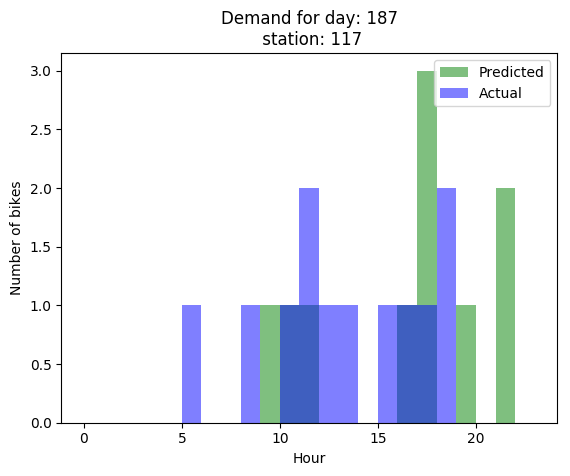 Demand for day: 187
station: 117
Predicted
Actual
3.0
2.5
2.0
1.5
1.0
0.5
0.0
Number of bikes
0 5 10 15 20
Hour